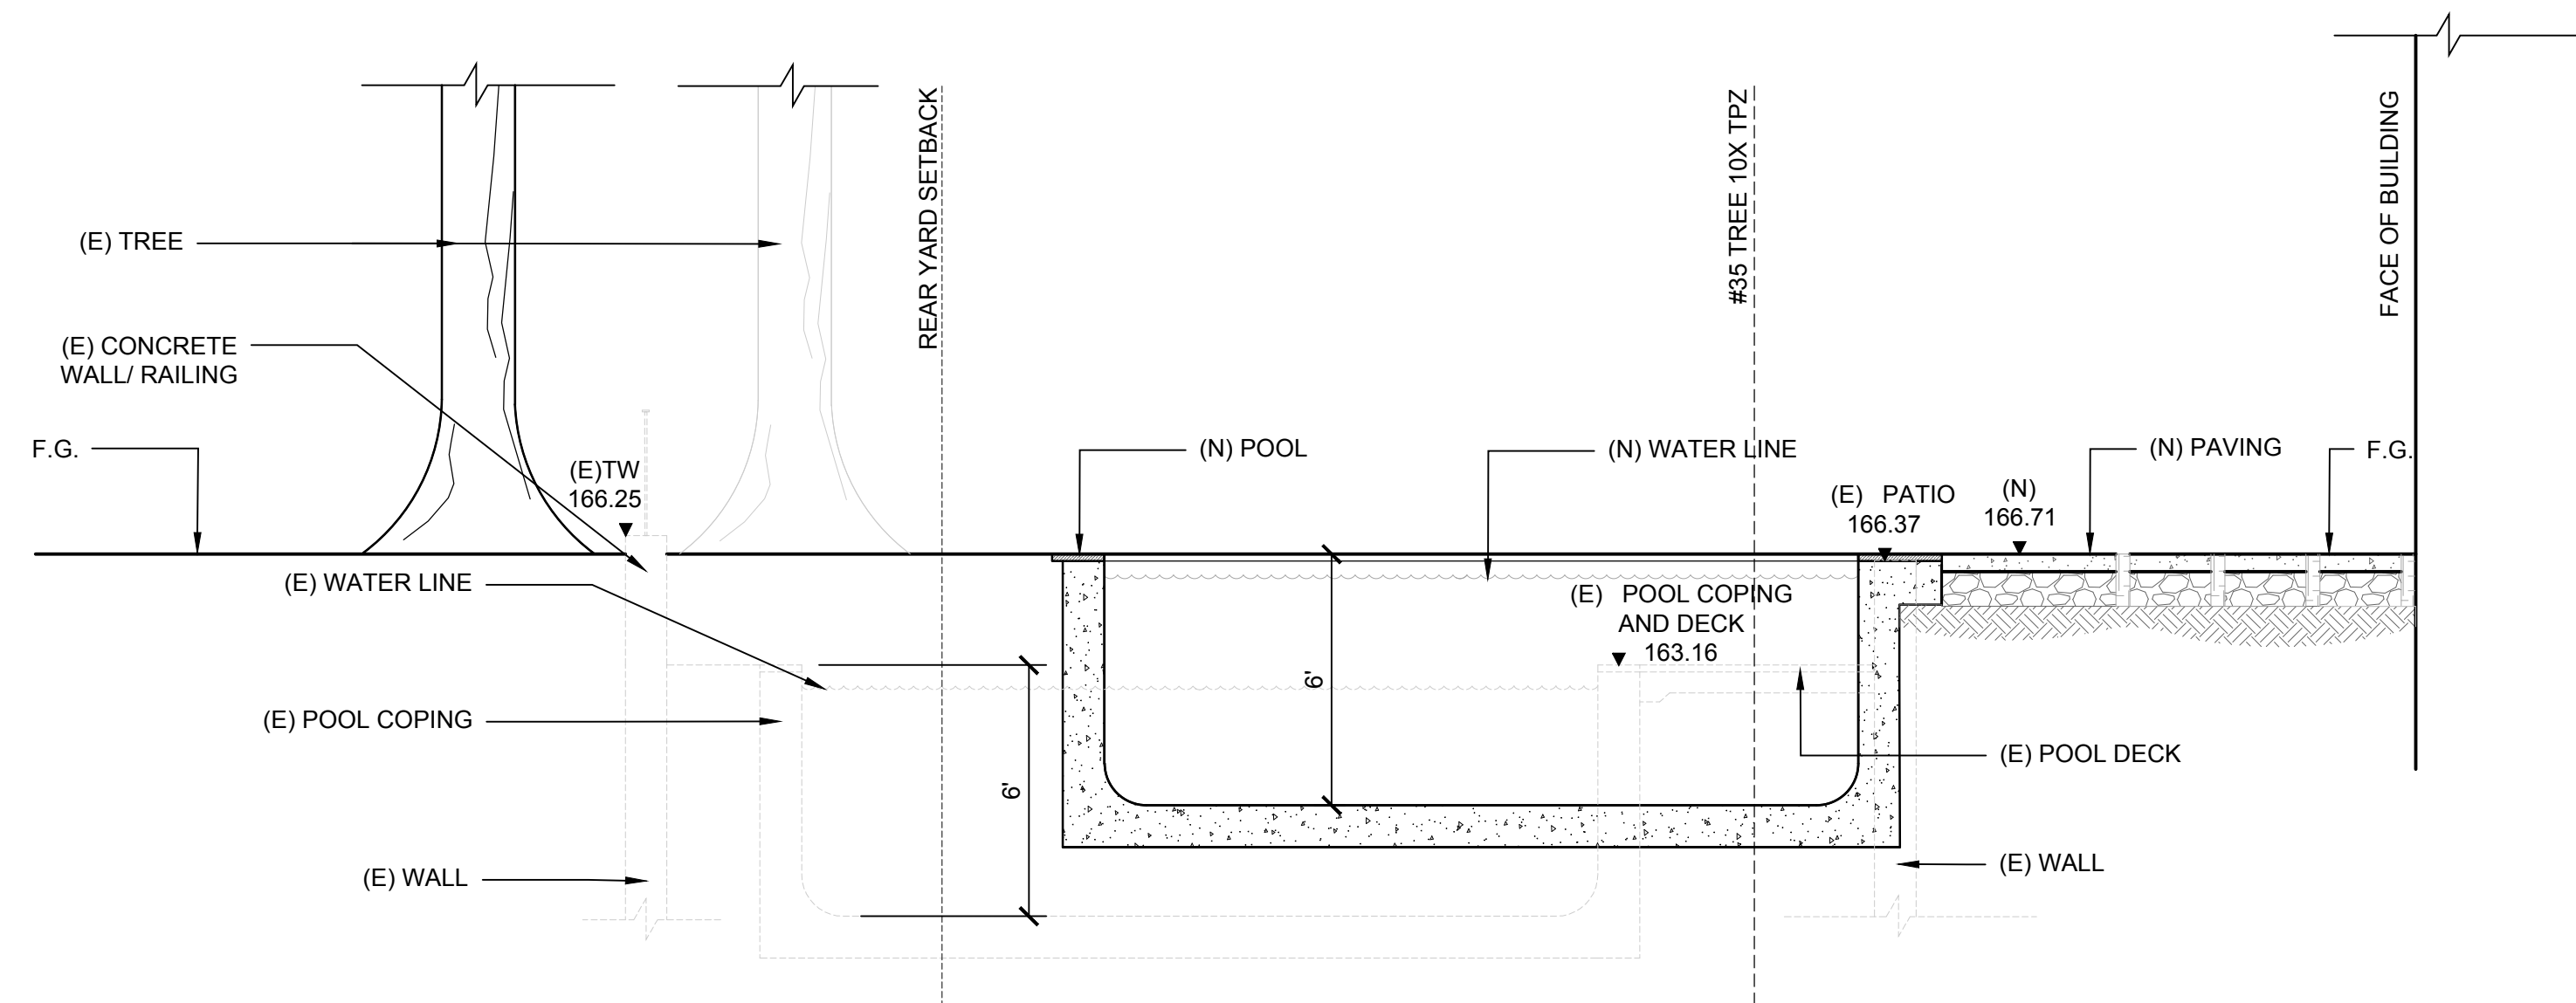 REAR YARD SETBACK
#35 TREE 10X TPZ
FACE OF BUILDING
(E) TREE
(E) CONCRETE
WALL/ RAILING
F.G.
(E)TW
166.25
(N) POOL
(N) WATER LINE
(E) PATIO
166.37
(N)
166.71
(N) PAVING
F.G.
(E) WATER LINE
(E) POOL COPING
AND DECK
163.16
6'
6'
(E) POOL COPING
(E) POOL DECK
(E) WALL
(E) WALL